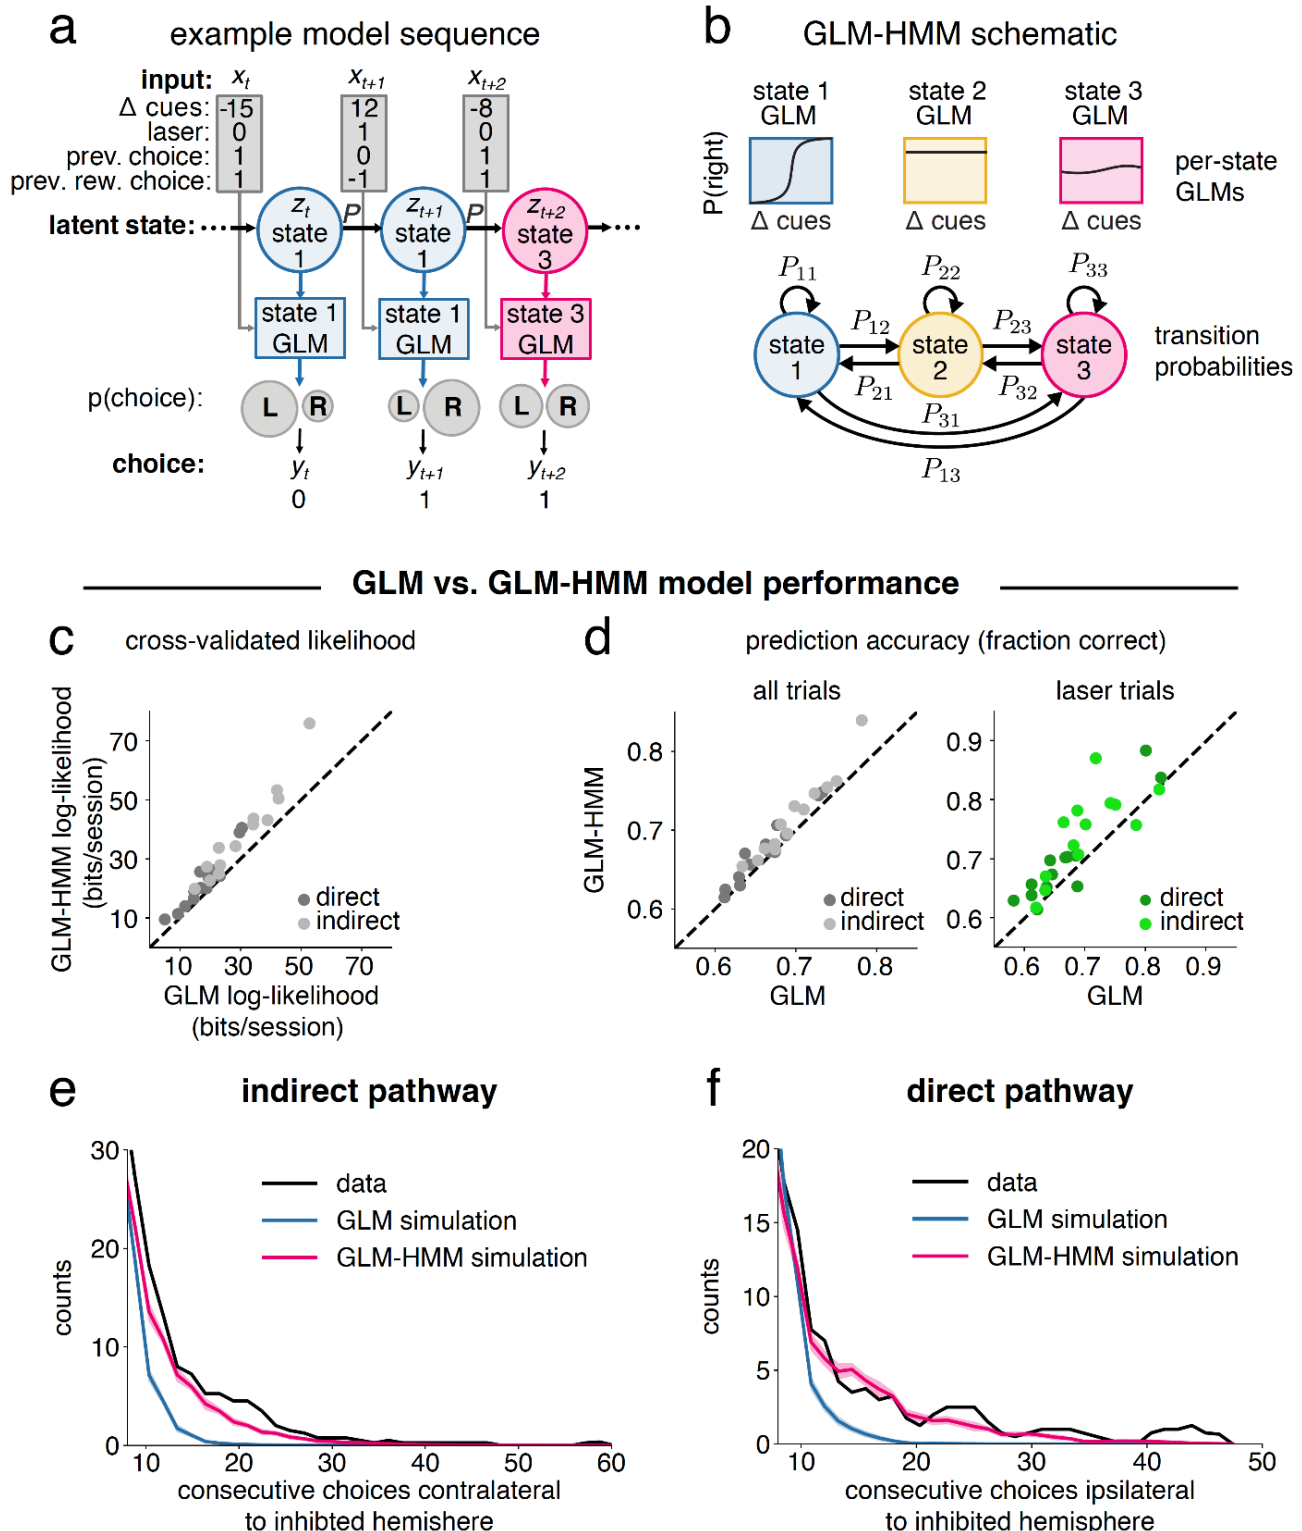 a
example model sequence
input: xt xt+1 xt+2
Δ cues: -15 12 -8
laser: 0 1 0
prev. choice: 1 0 1
prev. rew. choice: 1 -1 1
latent state: ... zt state 1 P zt+1 state 1 P zt+2 state 3 ...
state 1 GLM state 1 GLM state 3 GLM
p(choice): L R L R L R
choice: yt yt+1 yt+2
0 1 1
b
GLM-HMM schematic
state 1 GLM state 2 GLM state 3 GLM
P(right)
per-state GLMs
Δ cues Δ cues Δ cues
P11 P22 P33
P12 P23
state 1 state 2 state 3
transition probabilities
P21 P32
P31
P13
GLM vs. GLM-HMM model performance
c
cross-validated likelihood
GLM-HMM log-likelihood
(bits/session)
70
50
30
10
direct
indirect
10 30 50 70
GLM log-likelihood
(bits/session)
d
prediction accuracy (fraction correct)
all trials
GLM-HMM
0.8
0.7
0.6
direct
indirect
0.6 0.7 0.8
GLM
laser trials
0.9
0.8
0.7
0.6
direct
indirect
0.6 0.7 0.8 0.9
GLM
e
indirect pathway
counts
30
20
10
0
data
GLM simulation
GLM-HMM simulation
10 20 30 40 50 60
consecutive choices contralateral
to inhibted hemishere
f
direct pathway
counts
20
15
10
5
0
data
GLM simulation
GLM-HMM simulation
10 20 30 40 50
consecutive choices ipsilateral
to inhibted hemisphere